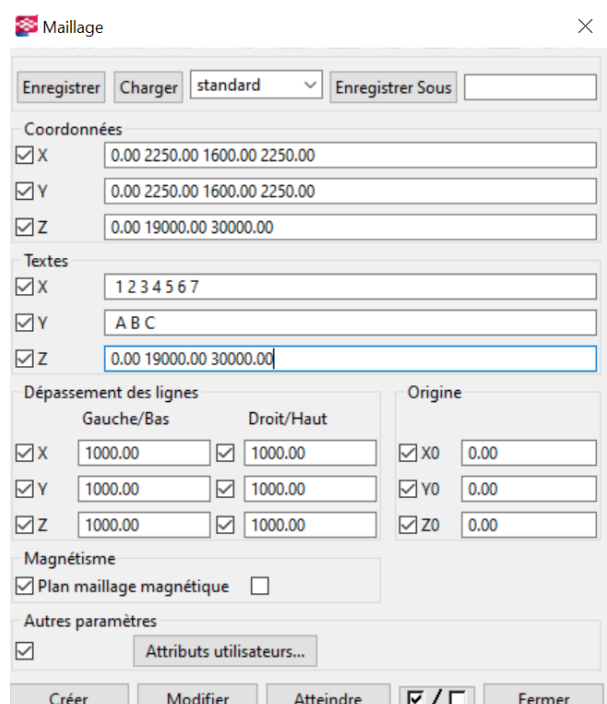 Maillage
Enregistrer Charger standard Enregistrer Sous
Coordonnées
X 0.00 2250.00 1600.00 2250.00
Y 0.00 2250.00 1600.00 2250.00
Z 0.00 19000.00 30000.00
Textes
X 1 2 3 4 5 6 7
Y A B C
Z 0.00 19000.00 30000.00
Dépassement des lignes Origine
Gauche/Bas Droit/Haut
X 1000.00 1000.00 X0 0.00
Y 1000.00 1000.00 Y0 0.00
Z 1000.00 1000.00 Z0 0.00
Magnétisme
Plan maillage magnétique
Autres paramètres
Attributs utilisateurs...
Créer Modifier Atteindre / Fermer